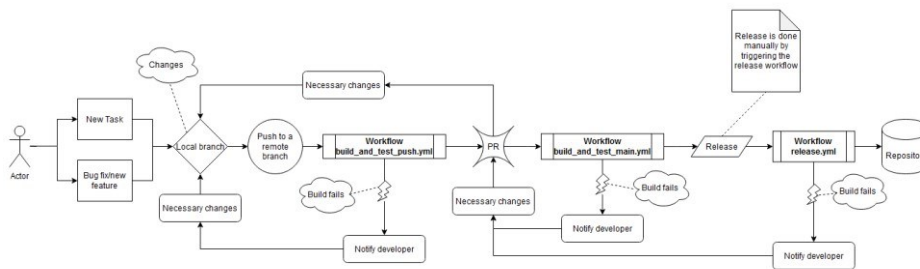 Release is done
manually by
triggering the
release workflow
Changes
Necessary changes
New Task
Local branch
Push to a
remote
branch
Workflow
build_and_test_push.yml
PR
Workflow
build_and_test_main.yml
Release
Workflow
release.yml
Actor
Bug fix/new
feature
Build fails
Build fails
Build fails
Necessary changes
Necessary changes
Notify developer
Notify developer
Notify developer